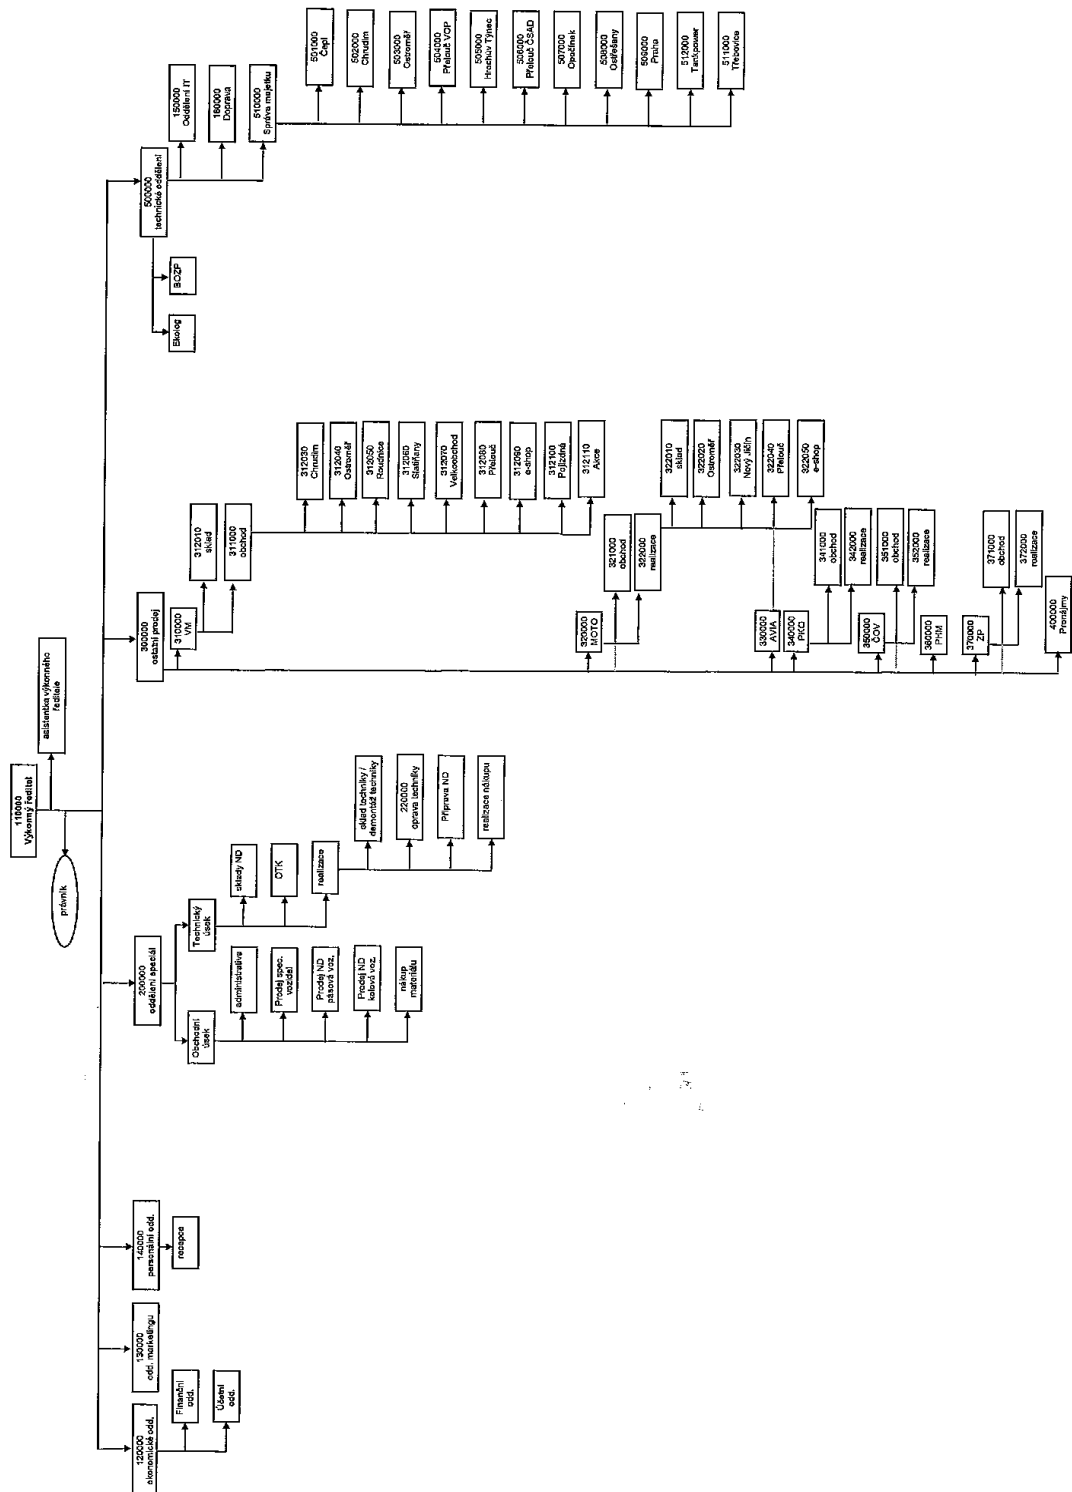 110000
Výkonný ředitel
asistentka výkonného
ředitele
právník
120000
ekonomické odd.
Finanční
odd.
Účetní
odd.
130000
odd. marketingu
140000
personální odd.
recepce
200000
oddělení speciál
Obchodní
úsek
administrativa
Prodej spec.
vozidel
Prodej ND
pásová voz.
Prodej ND
kolová voz.
nákup
materiálu
Technický
úsek
sklady ND
OTK
realizace
sklad techniky /
demontáž techniky
220000
oprava techniky
Příprava ND
realizace nákupu
300000
ostatní prodej
310000
VM
312010
sklad
311000
obchod
312030
Chrudim
312040
Ostroměř
312050
Roudnice
312060
Slatiňany
312070
Velkoobchod
312080
Přelouč
312090
e-shop
312100
Pojízdná
312110
Akce
320000
MOTO
321000
obchod
322000
realizace
322010
sklad
322020
Ostroměř
322030
Nový Jičín
322040
Přelouč
322050
e-shop
330000
AVIA
340000
PKO
341000
obchod
342000
realizace
350000
ČOV
351000
obchod
352000
realizace
360000
PHM
370000
ZP
371000
obchod
372000
realizace
400000
Pronájmy
500000
technické oddělení
Ekolog
BOZP
150000
Oddělení IT
160000
Doprava
510000
Správa majetku
501000
Čepí
502000
Chrudim
503000
Ostroměř
504000
Přelouč VOP
505000
Hrochův Týnec
506000
Přelouč ČSAD
507000
Opočínek
508000
Ostřešany
Praha
512000
Tankpower
511000
Třebovice